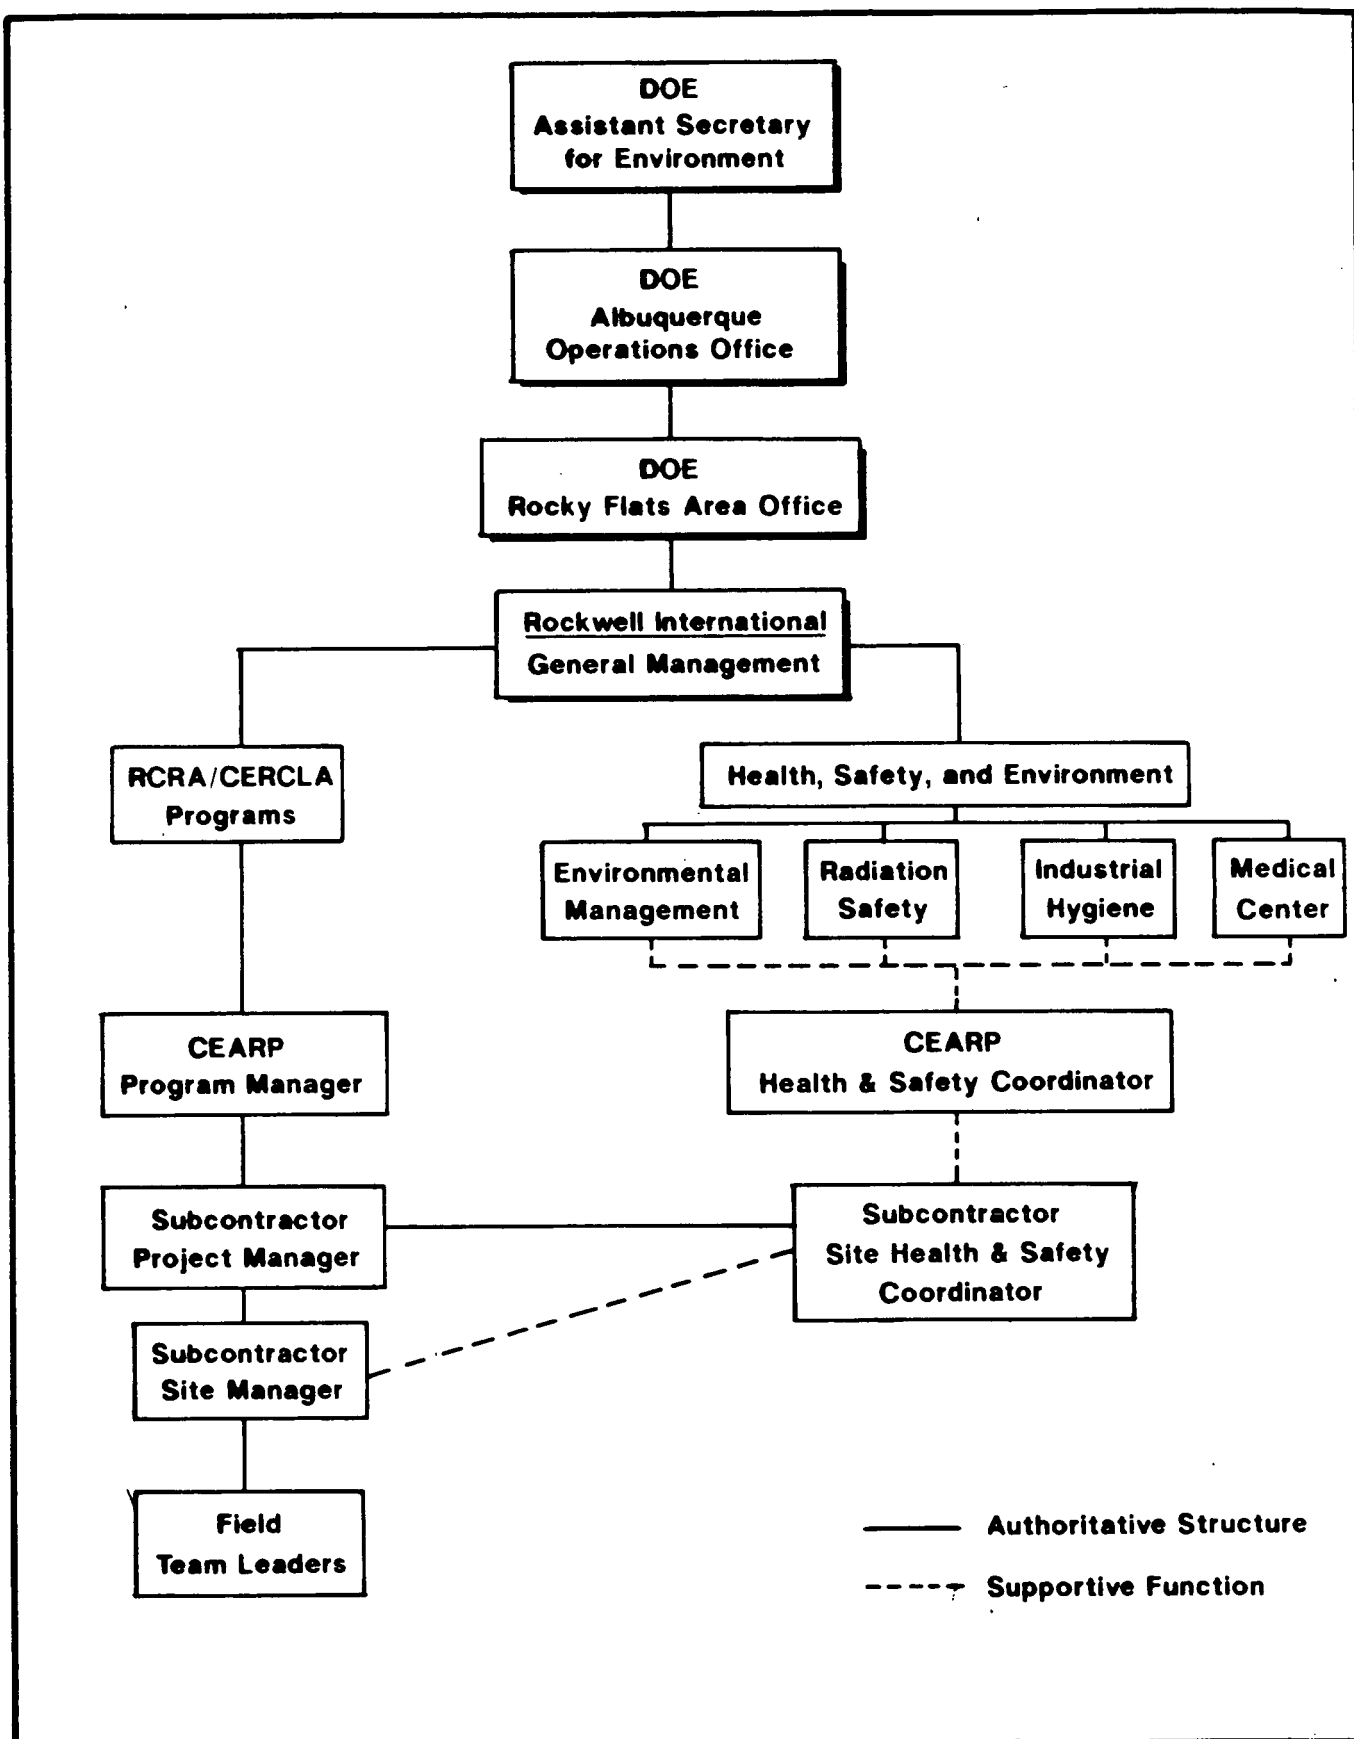 DOE
Assistant Secretary
for Environment
DOE
Albuquerque
Operations Office
DOE
Rocky Flats Area Office
Rockwell International
General Management
RCRA/CERCLA
Programs
Health, Safety, and Environment
Environmental
Management
Radiation
Safety
Industrial
Hygiene
Medical
Center
CEARP
Program Manager
CEARP
Health & Safety Coordinator
Subcontractor
Project Manager
Subcontractor
Site Health & Safety
Coordinator
Subcontractor
Site Manager
Field
Team Leaders
Authoritative Structure
Supportive Function